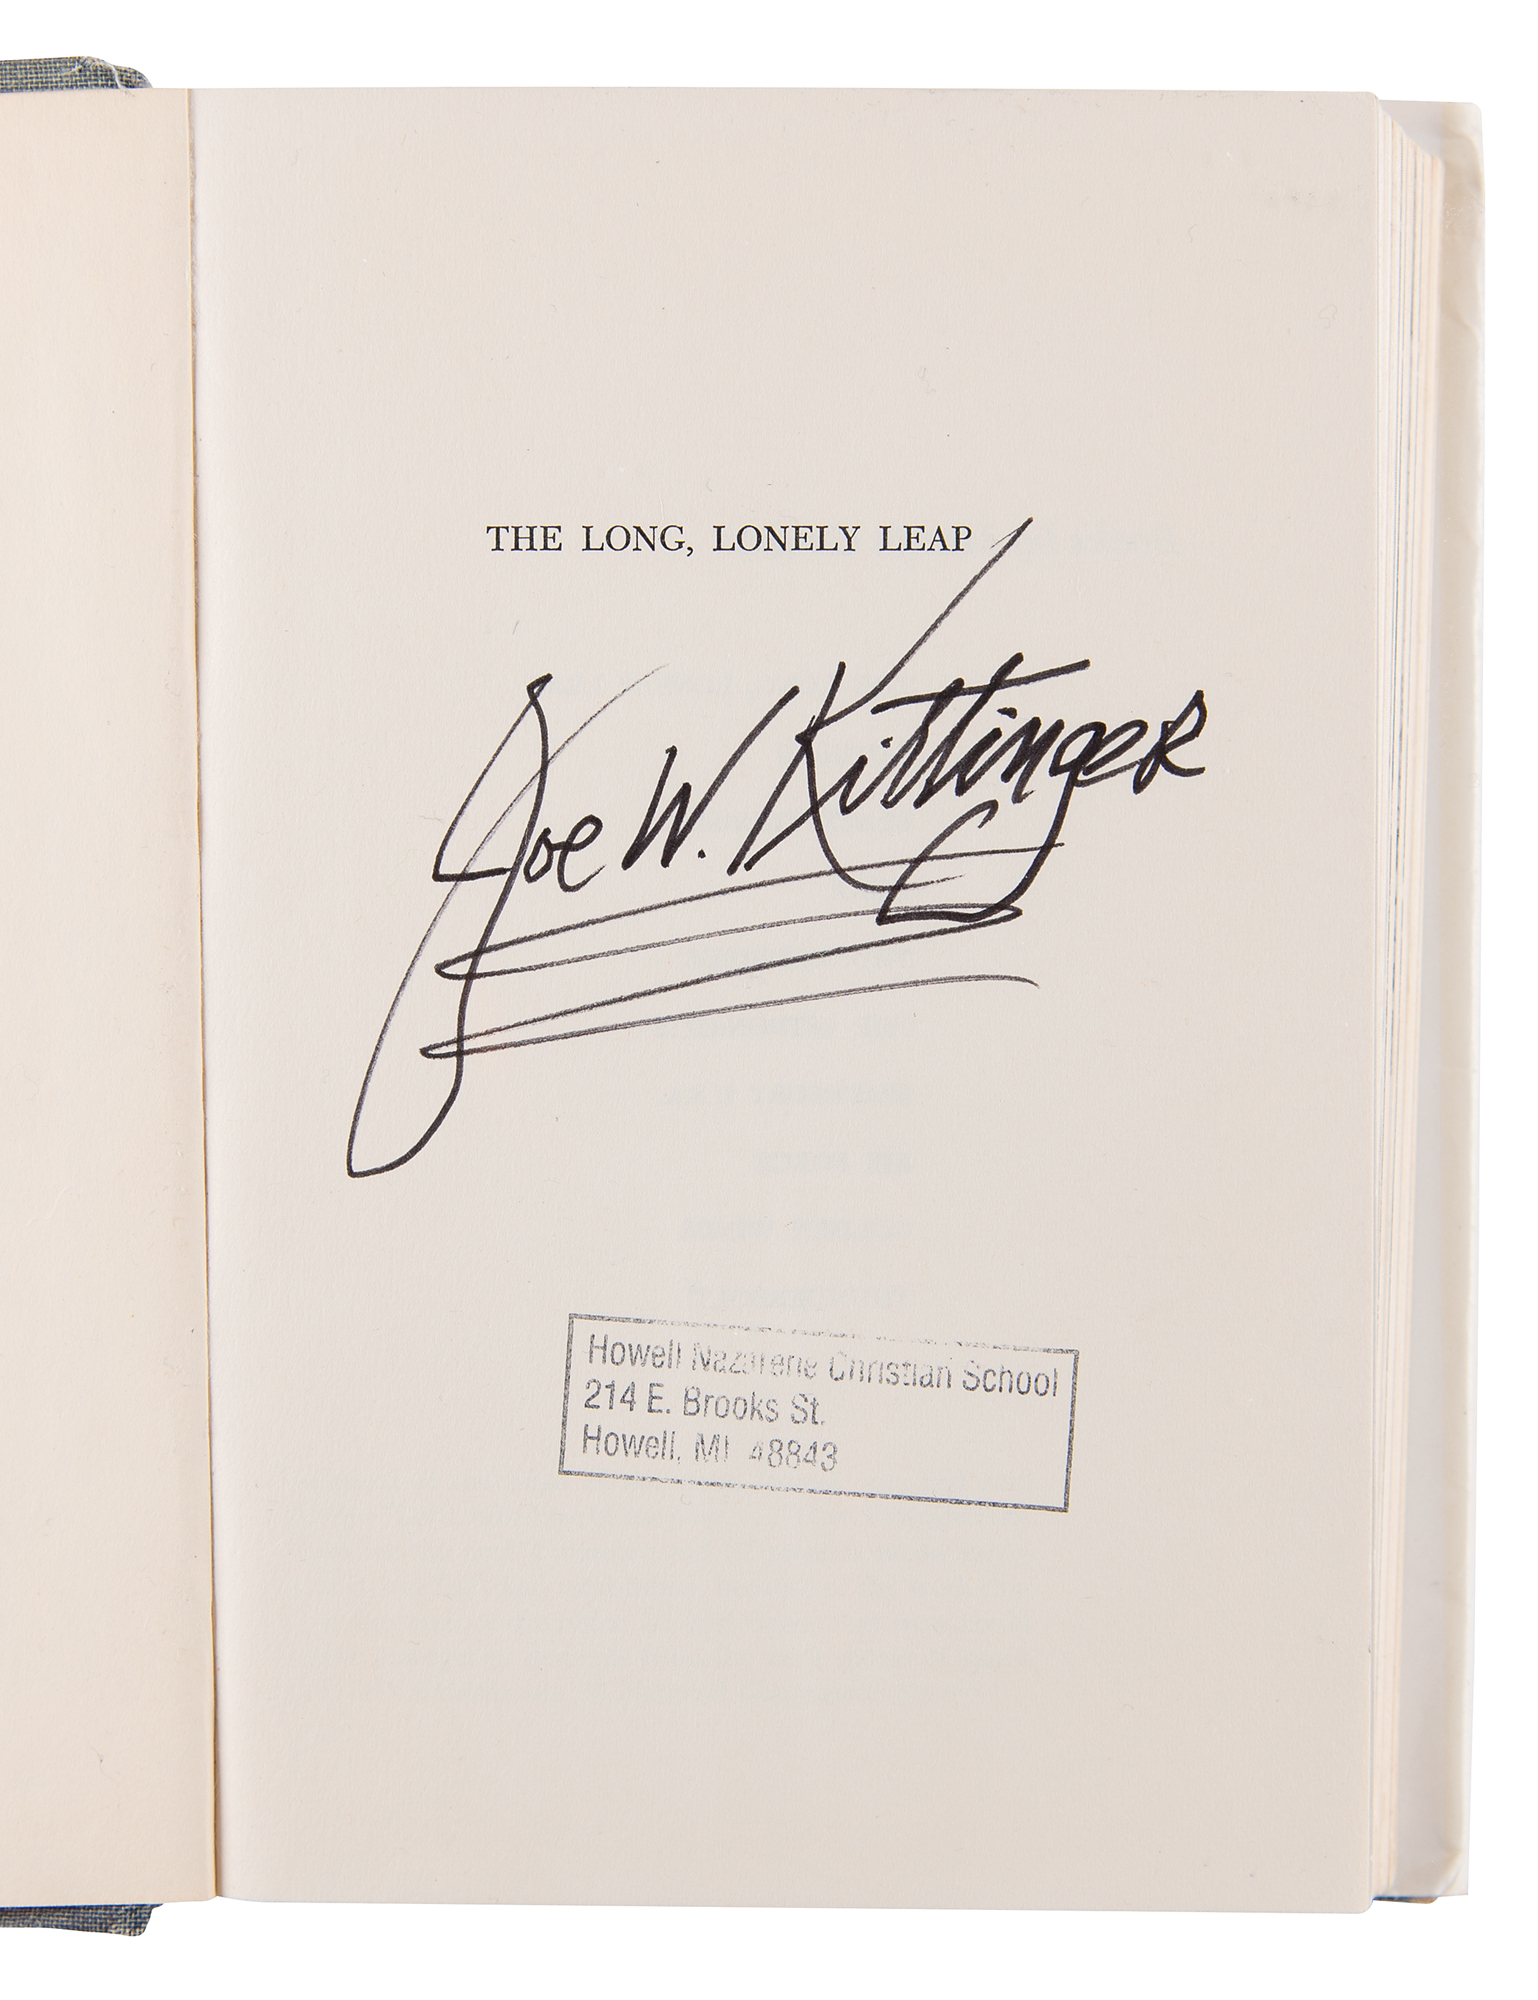 THE LONG, LONELY LEAP
Joe W. Kittinger
Howell Nazarene Christian School
214 E. Brooks St.
Howell, MI 48843